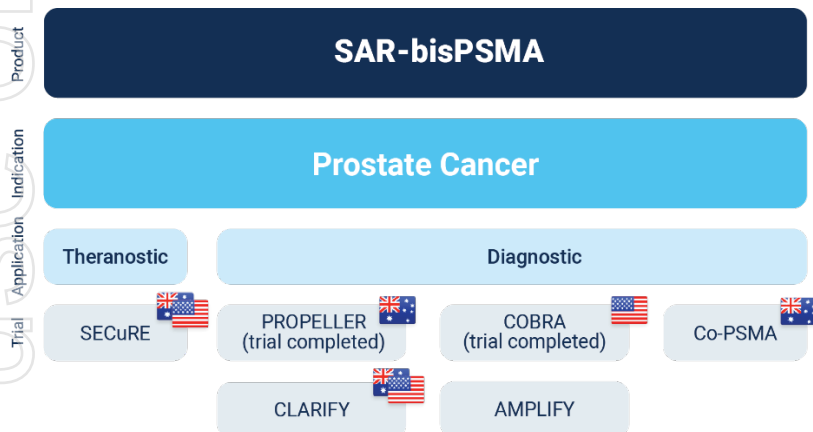 Product
SAR-bisPSMA
Indication
Prostate Cancer
Application
Theranostic
Diagnostic
Trial
SECuRE
PROPELLER
(trial completed)
COBRA
(trial completed)
Co-PSMA
CLARIFY
AMPLIFY